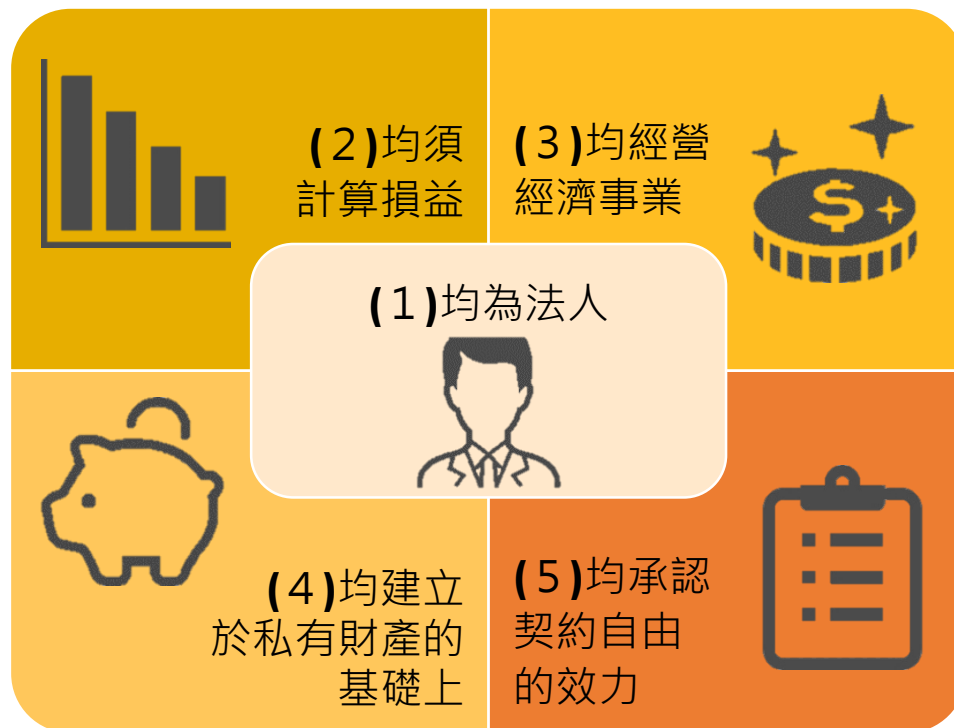 (1)均為法人
(2)均須
計算損益
(3)均經營
經濟事業
$
(4)均建立
於私有財產的
基礎上
(5)均承認
契約自由
的效力